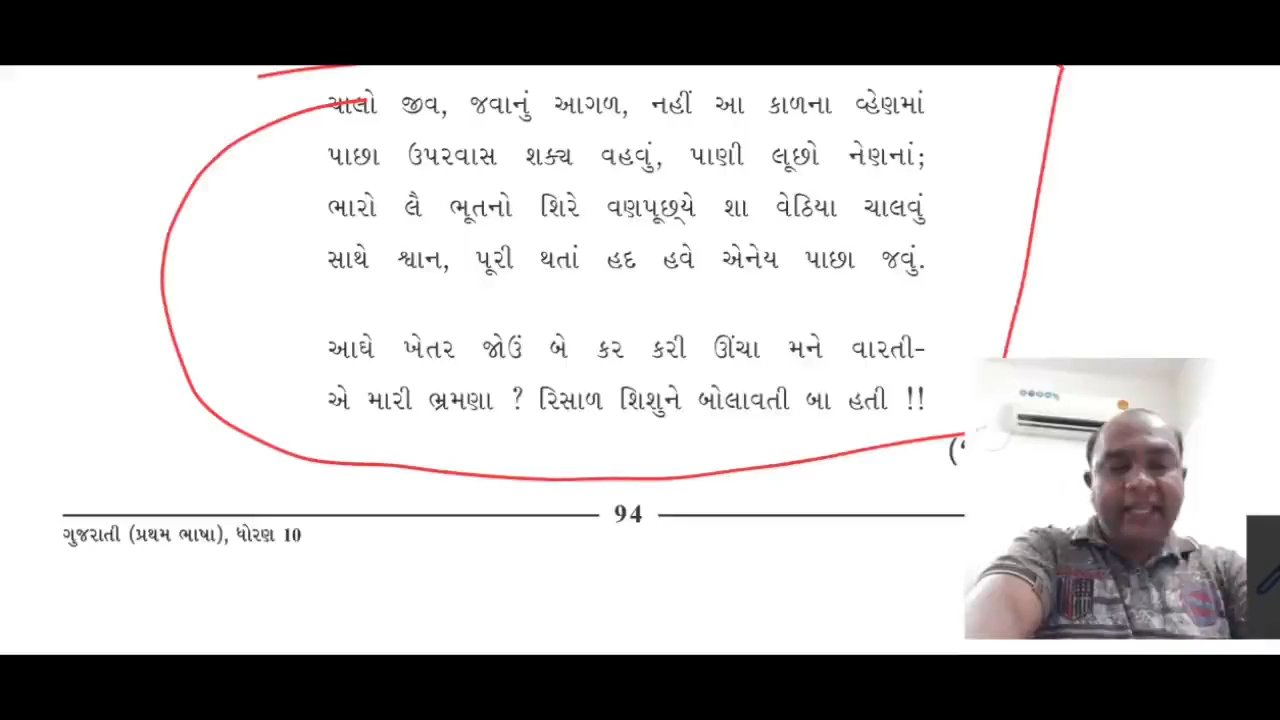 ચાલો જીવ, જવાનું આગળ, નહીં આ કાળના વ્હેણમાં
પાછા ઉપરવાસ શક્ય વહવું, પાણી લૂછો નેણનાં;
ભારો લૈ ભૂતનો શિરે વણપૂછ્યે શા વેઠિયા ચાલવું
સાથે શ્વાન, પૂરી થતાં હદ હવે એનેય પાછા જવું.
આઘે ખેતર જોઉં બે કર કરી ઊંચા મને વારતી-
એ મારી ભ્રમણા ? રિસાળ શિશુને બોલાવતી બા હતી !!
94
ગુજરાતી (પ્રથમ ભાષા), ધોરણ 10